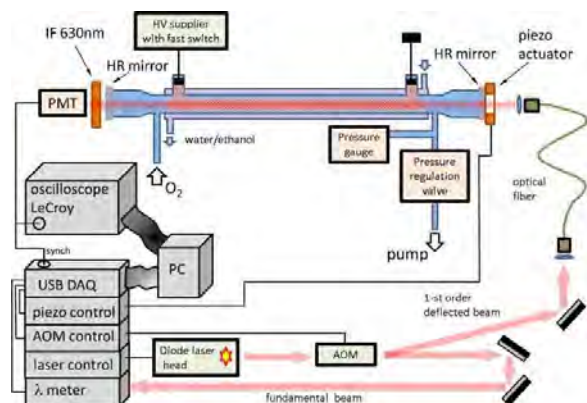 HV supplier
with fast switch
IF 630nm
HR mirror
HR mirror
piezo
actuator
PMT
water/ethanol
Pressure
gauge
O2
Pressure
regulation
valve
optical
fiber
oscilloscope
LeCroy
pump
synch
PC
USB DAQ
piezo control
AOM control
laser control
λ meter
1-st order
deflected beam
Diode laser
head
AOM
fundamental beam